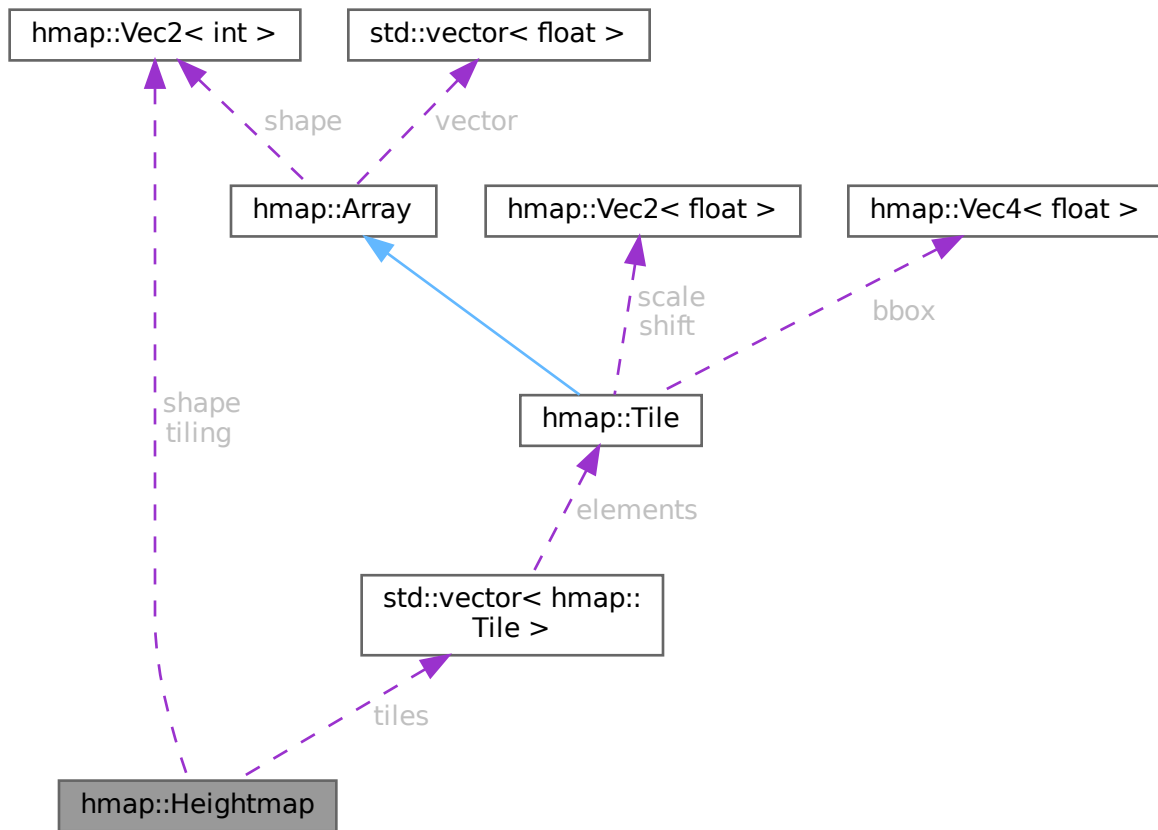 hmap::Vec2< int >
std::vector< float >
shape
vector
hmap::Array
hmap::Vec2< float >
hmap::Vec4< float >
scale
shift
bbox
shape
tiling
hmap::Tile
elements
std::vector< hmap::
Tile >
tiles
hmap::Heightmap